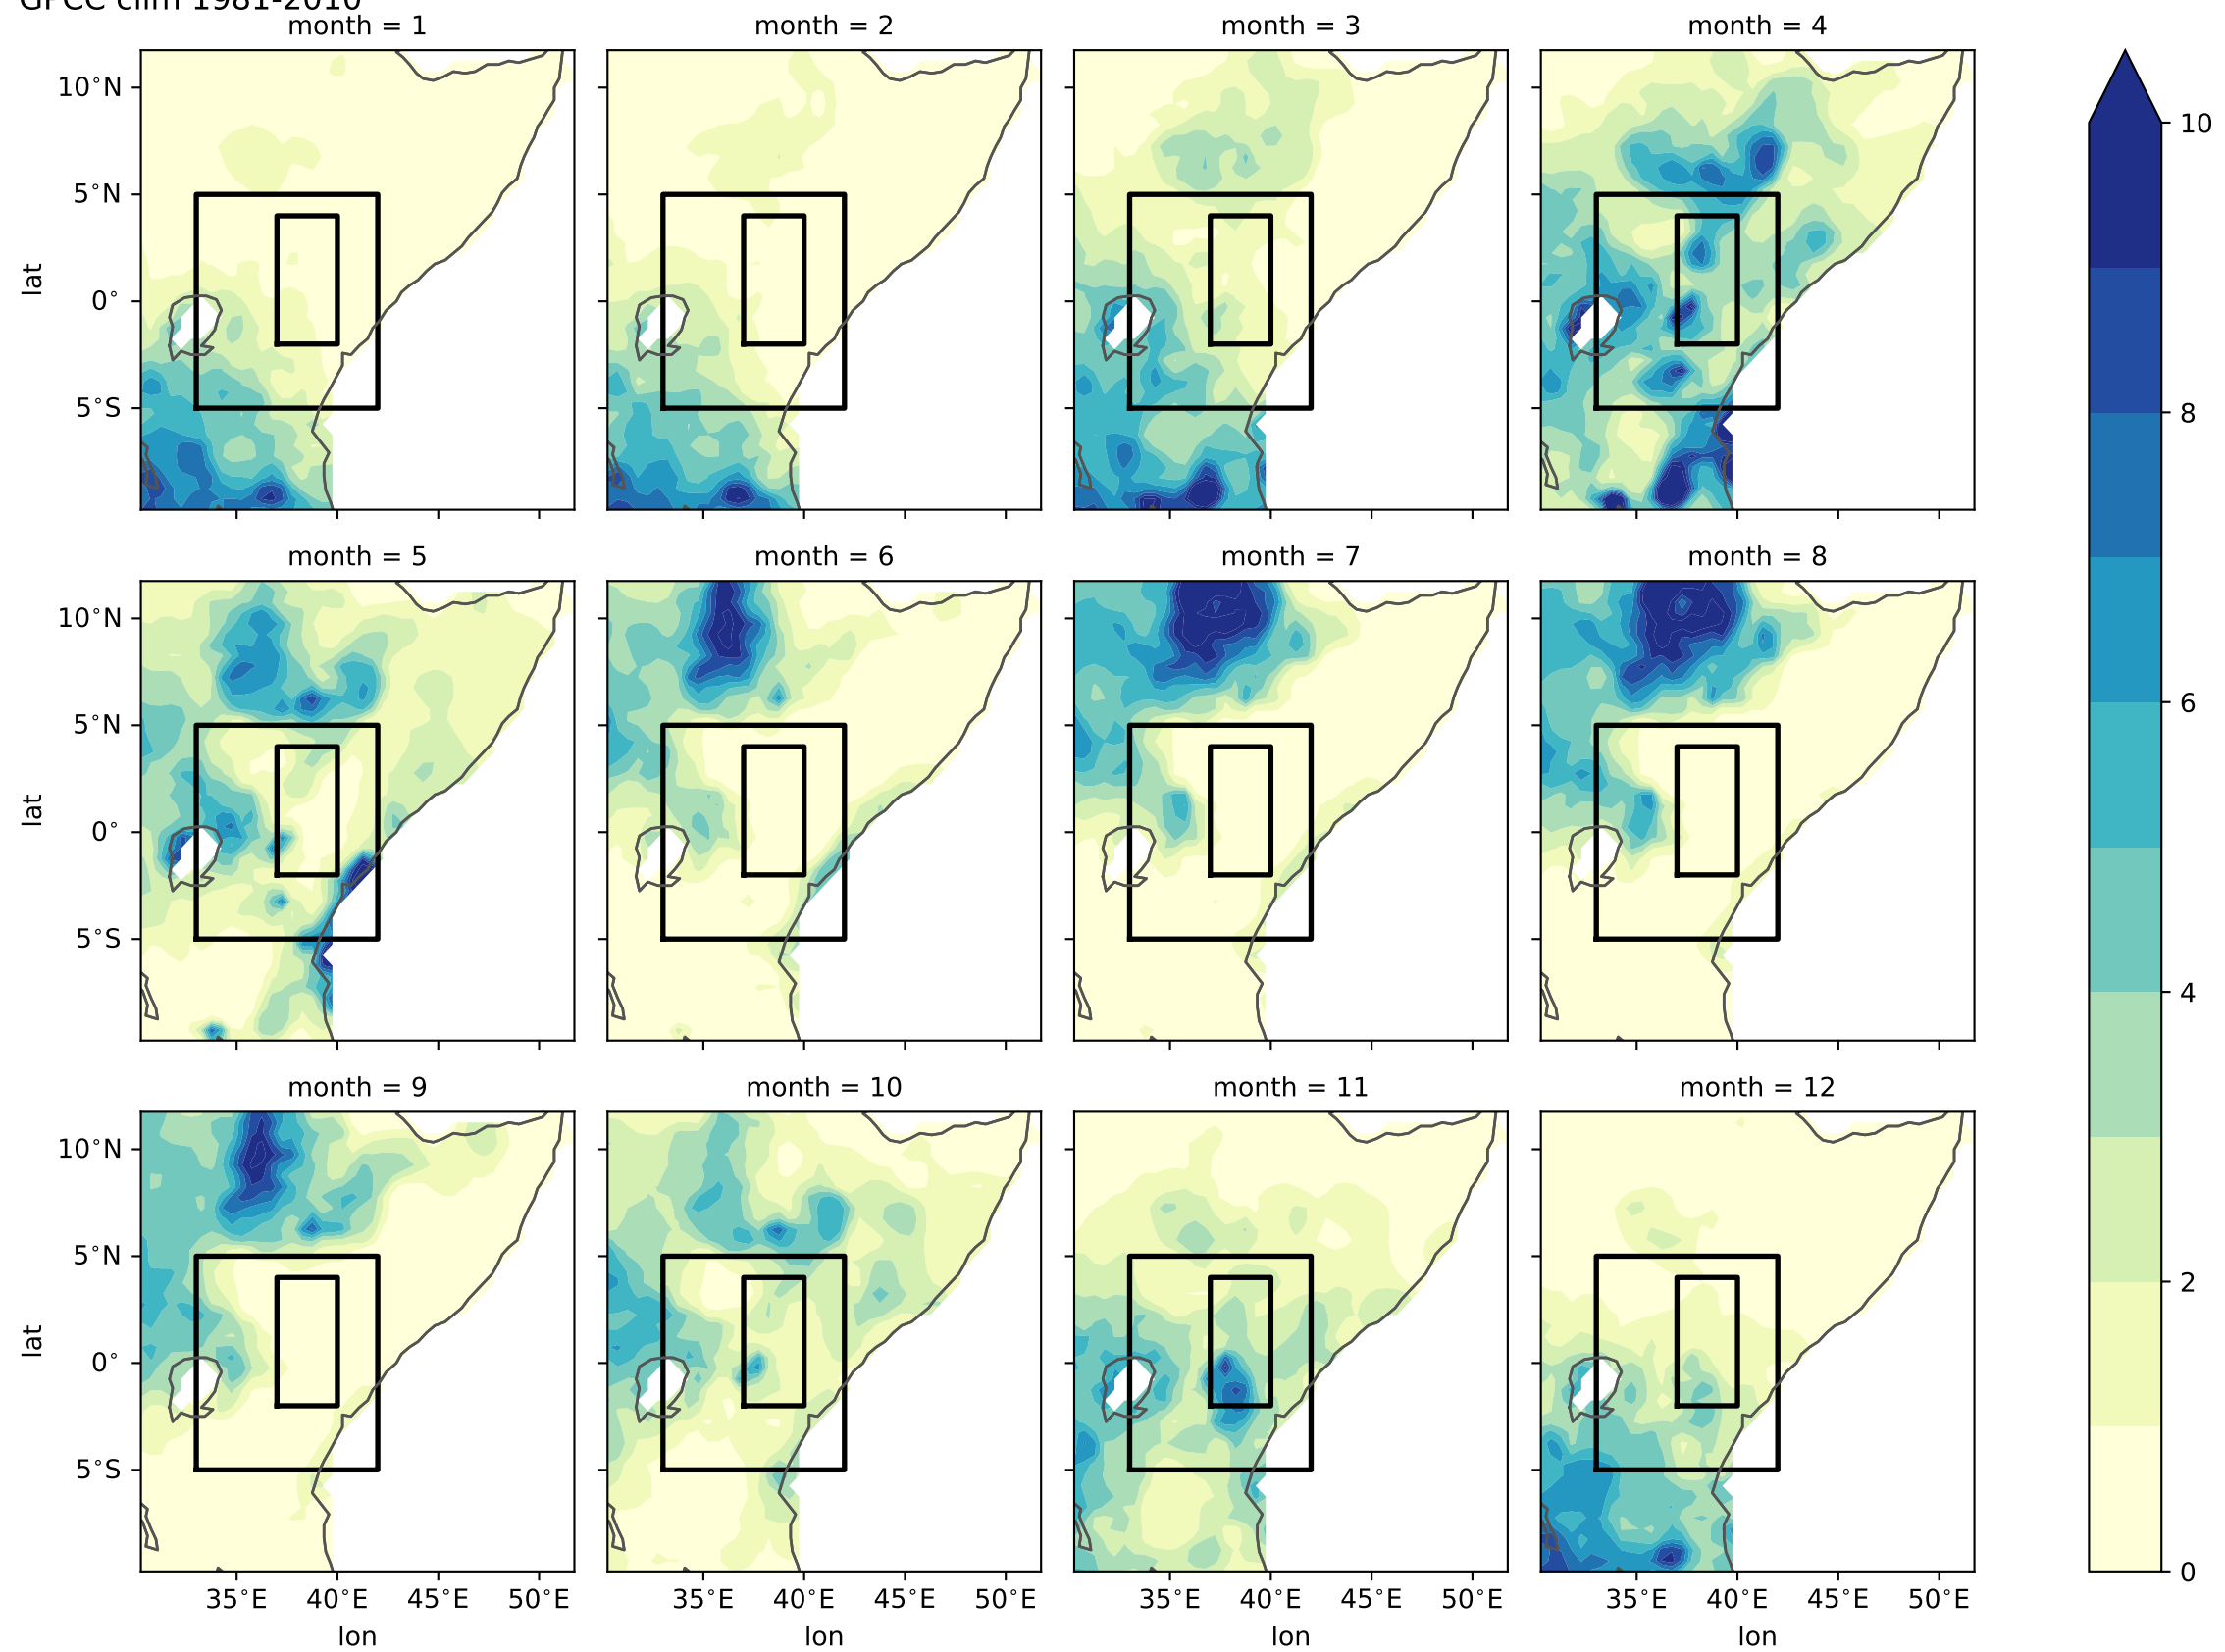 GPCC clim 1981-2010
month = 1
month = 2
month = 3
month = 4
10°N
5°N
0°
5°S
lat
month = 5
month = 6
month = 7
month = 8
10°N
5°N
0°
5°S
lat
month = 9
month = 10
month = 11
month = 12
10°N
5°N
0°
5°S
lat
35°E 40°E 45°E 50°E
35°E 40°E 45°E 50°E
35°E 40°E 45°E 50°E
35°E 40°E 45°E 50°E
lon
lon
lon
lon
10
8
6
4
2
0